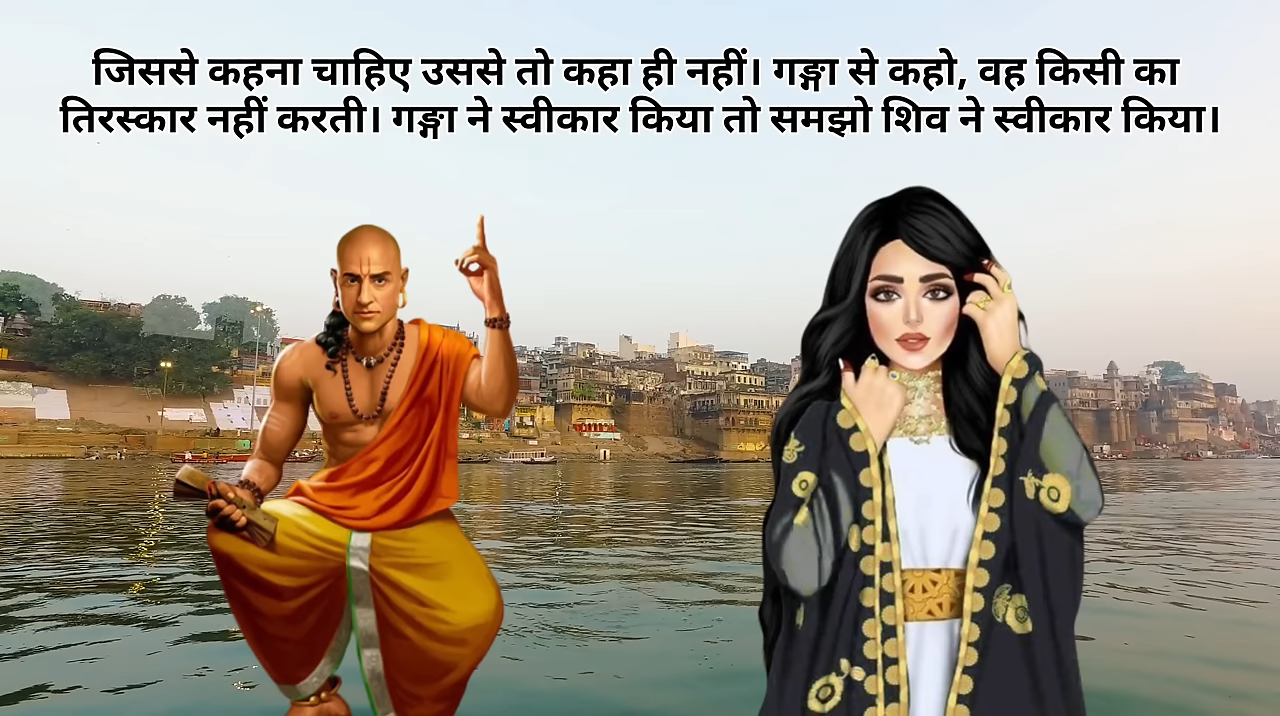 जिससे कहना चाहिए उससे तो कहा ही नहीं। गङ्गा से कहो, वह किसी का
तिरस्कार नहीं करती। गङ्गा ने स्वीकार किया तो समझो शिव ने स्वीकार किया।